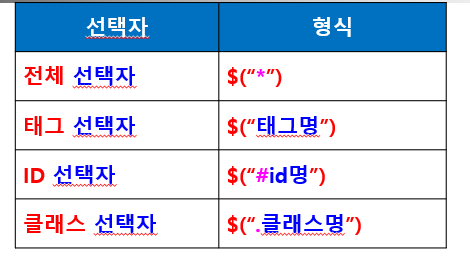 선택자 형식
전체 선택자 $(“*”)
태그 선택자 $(“태그명”)
ID 선택자 $(“#id명”)
클래스 선택자 $(“.클래스명”)